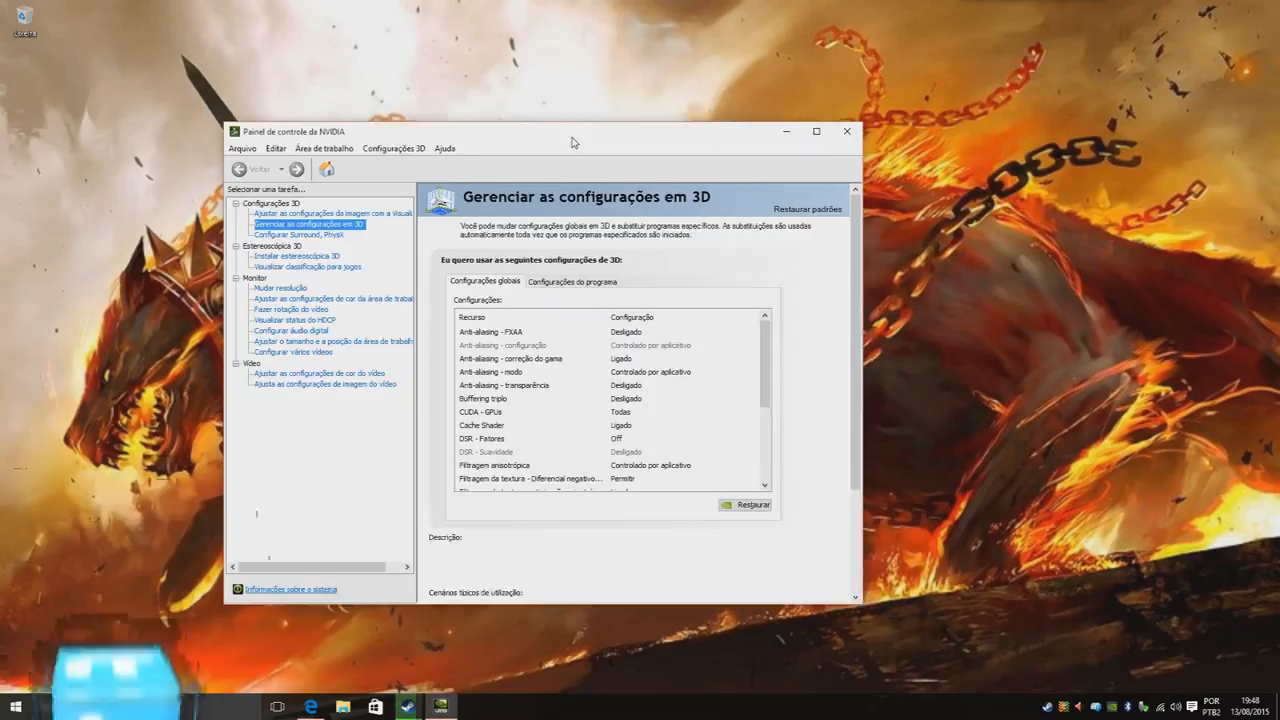 Lixeira
Painel de controle da NVIDIA
Arquivo Editar Área de trabalho Configurações 3D Ajuda
Voltar
Selecionar uma tarefa...
Configurações 3D
Ajustar as configurações da imagem com a Visuali
Gerenciar as configurações em 3D
Configurar Surround, PhysX
Estereoscópica 3D
Instalar estereoscópica 3D
Visualizar classificação para jogos
Monitor
Mudar resolução
Ajustar as configurações de cor da área de trabal
Fazer rotação do vídeo
Visualizar status do HDCP
Configurar áudio digital
Ajustar o tamanho e a posição da área de trabalh
Configurar vários vídeos
Vídeo
Ajustar as configurações de cor do vídeo
Ajusta as configurações de imagem do vídeo
Informações sobre o sistema
Gerenciar as configurações em 3D
Restaurar padrões
Você pode mudar configurações globais em 3D e substituir programas específicos. As substituições são usadas
automaticamente toda vez que os programas especificados são iniciados.
Eu quero usar as seguintes configurações de 3D:
Configurações globais Configurações do programa
Configurações:
Recurso Configuração
Anti-aliasing - FXAA Desligado
Anti-aliasing - configuração Controlado por aplicativo
Anti-aliasing - correção do gama Ligado
Anti-aliasing - modo Controlado por aplicativo
Anti-aliasing - transparência Desligado
Buffering triplo Desligado
CUDA - GPUs Todas
Cache Shader Ligado
DSR - Fatores Off
DSR - Suavidade Desligado
Filtragem anisotrópica Controlado por aplicativo
Filtragem da textura - Diferencial negativo... Permitir
Restaurar
Descrição:
Cenários típicos de utilização:
POR
PTB2
19:48
13/08/2015